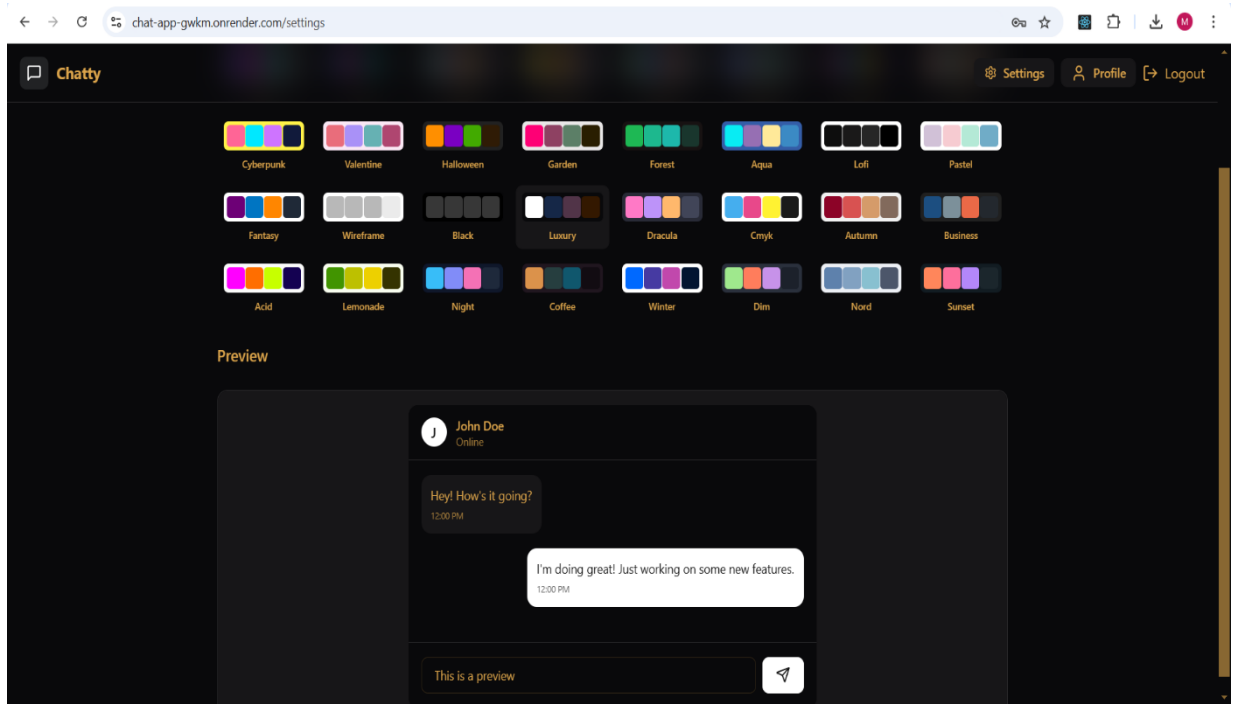 chat-app-gwkm.onrender.com/settings
M
Chatty
Settings
Profile
Logout
Cyberpunk Valentine Halloween Garden Forest Aqua Lofi Pastel
Fantasy Wireframe Black Luxury Dracula Cmyk Autumn Business
Acid Lemonade Night Coffee Winter Dim Nord Sunset
Preview
J
John Doe
Online
Hey! How's it going?
12:00 PM
I'm doing great! Just working on some new features.
12:00 PM
This is a preview